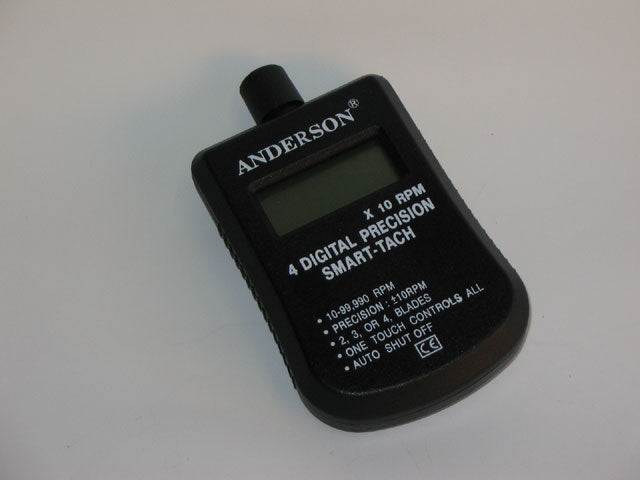 ANDERSON®
X 10 RPM
4 DIGITAL PRECISION
SMART-TACH
• 10-99,990 RPM
• PRECISION: ±10RPM
• 2, 3, OR 4, BLADES
• ONE TOUCH CONTROLS ALL
• AUTO SHUT OFF
CE